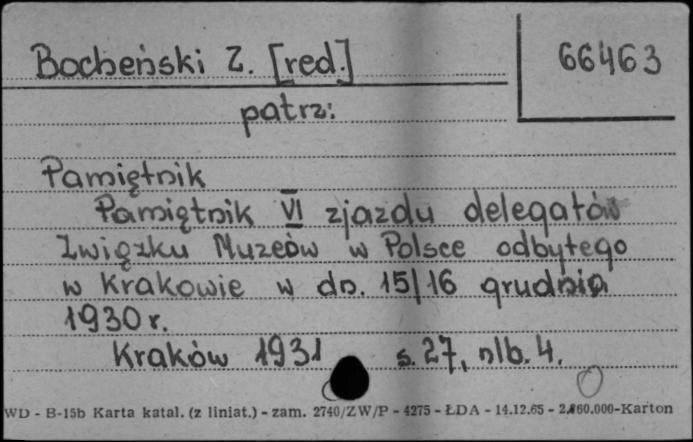 Bocheński Z. [red.]
66463
patrz:
Pamiętnik
Pamiętnik VI zjazdu delegatów
Związku Muzeów w Polsce odbytego
w Krakowie w dn. 15/16 grudnia
1930 r.
Kraków 1931 s. 27, nlb. 4.
WD - B-15b Karta katal. (z liniat.) - zam. 2740/ZW/P - 4275 - ŁDA - 14.12.65 - 2.860.000-Karton